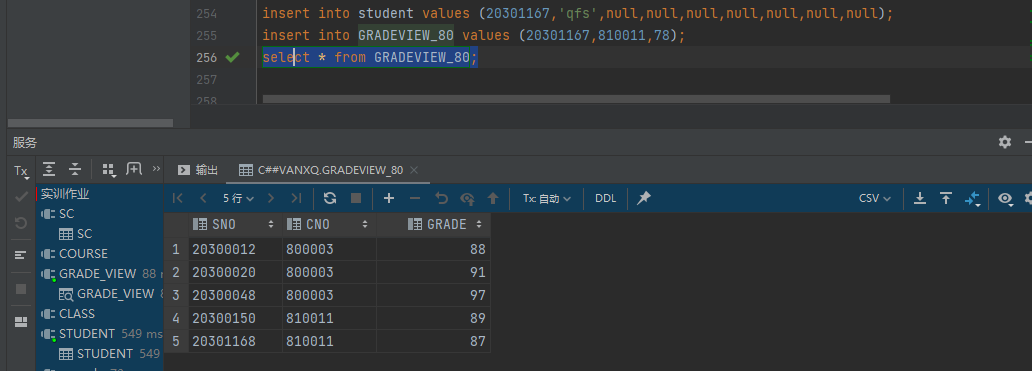 254 insert into student values (20301167,'qfs',null,null,null,null,null,null,null);
255 insert into GRADEVIEW_80 values (20301167,810011,78);
256 select * from GRADEVIEW_80;
257
258
服务
Tx 输出 C##VANXQ.GRADEVIEW_80
实训作业 5 行 Tx: 自动 DDL CSV
SC
SC
COURSE
GRADE_VIEW 88 m
GRADE_VIEW
CLASS
STUDENT 549 ms
STUDENT 549
SNO CNO GRADE
1 20300012 800003 88
2 20300020 800003 91
3 20300048 800003 97
4 20300150 810011 89
5 20301168 810011 87